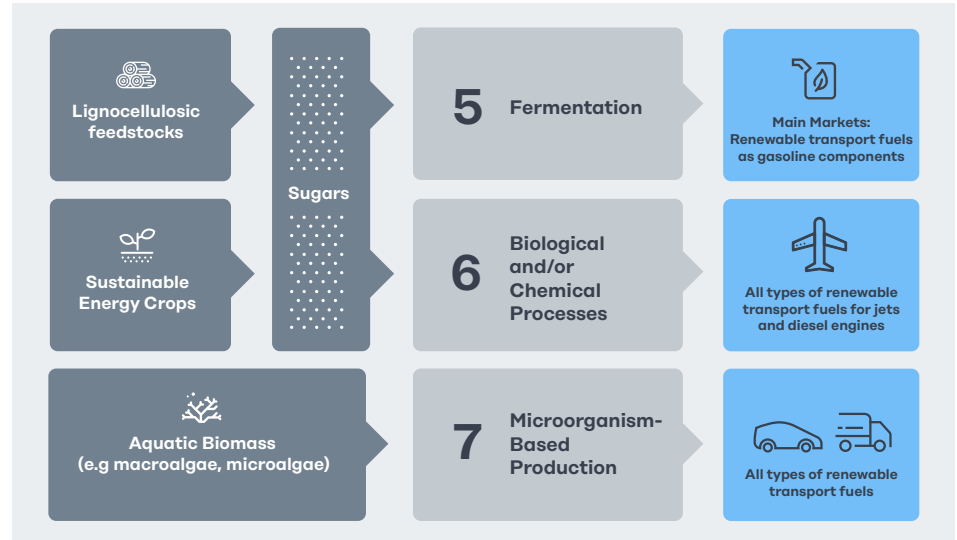 Lignocellulosic
feedstocks
Sugars
5
Fermentation
Main Markets:
Renewable transport fuels
as gasoline components
Sustainable
Energy Crops
6
Biological
and/or
Chemical
Processes
All types of renewable
transport fuels for jets
and diesel engines
Aquatic Biomass
(e.g macroalgae, microalgae)
7
Microorganism-
Based
Production
All types of renewable
transport fuels